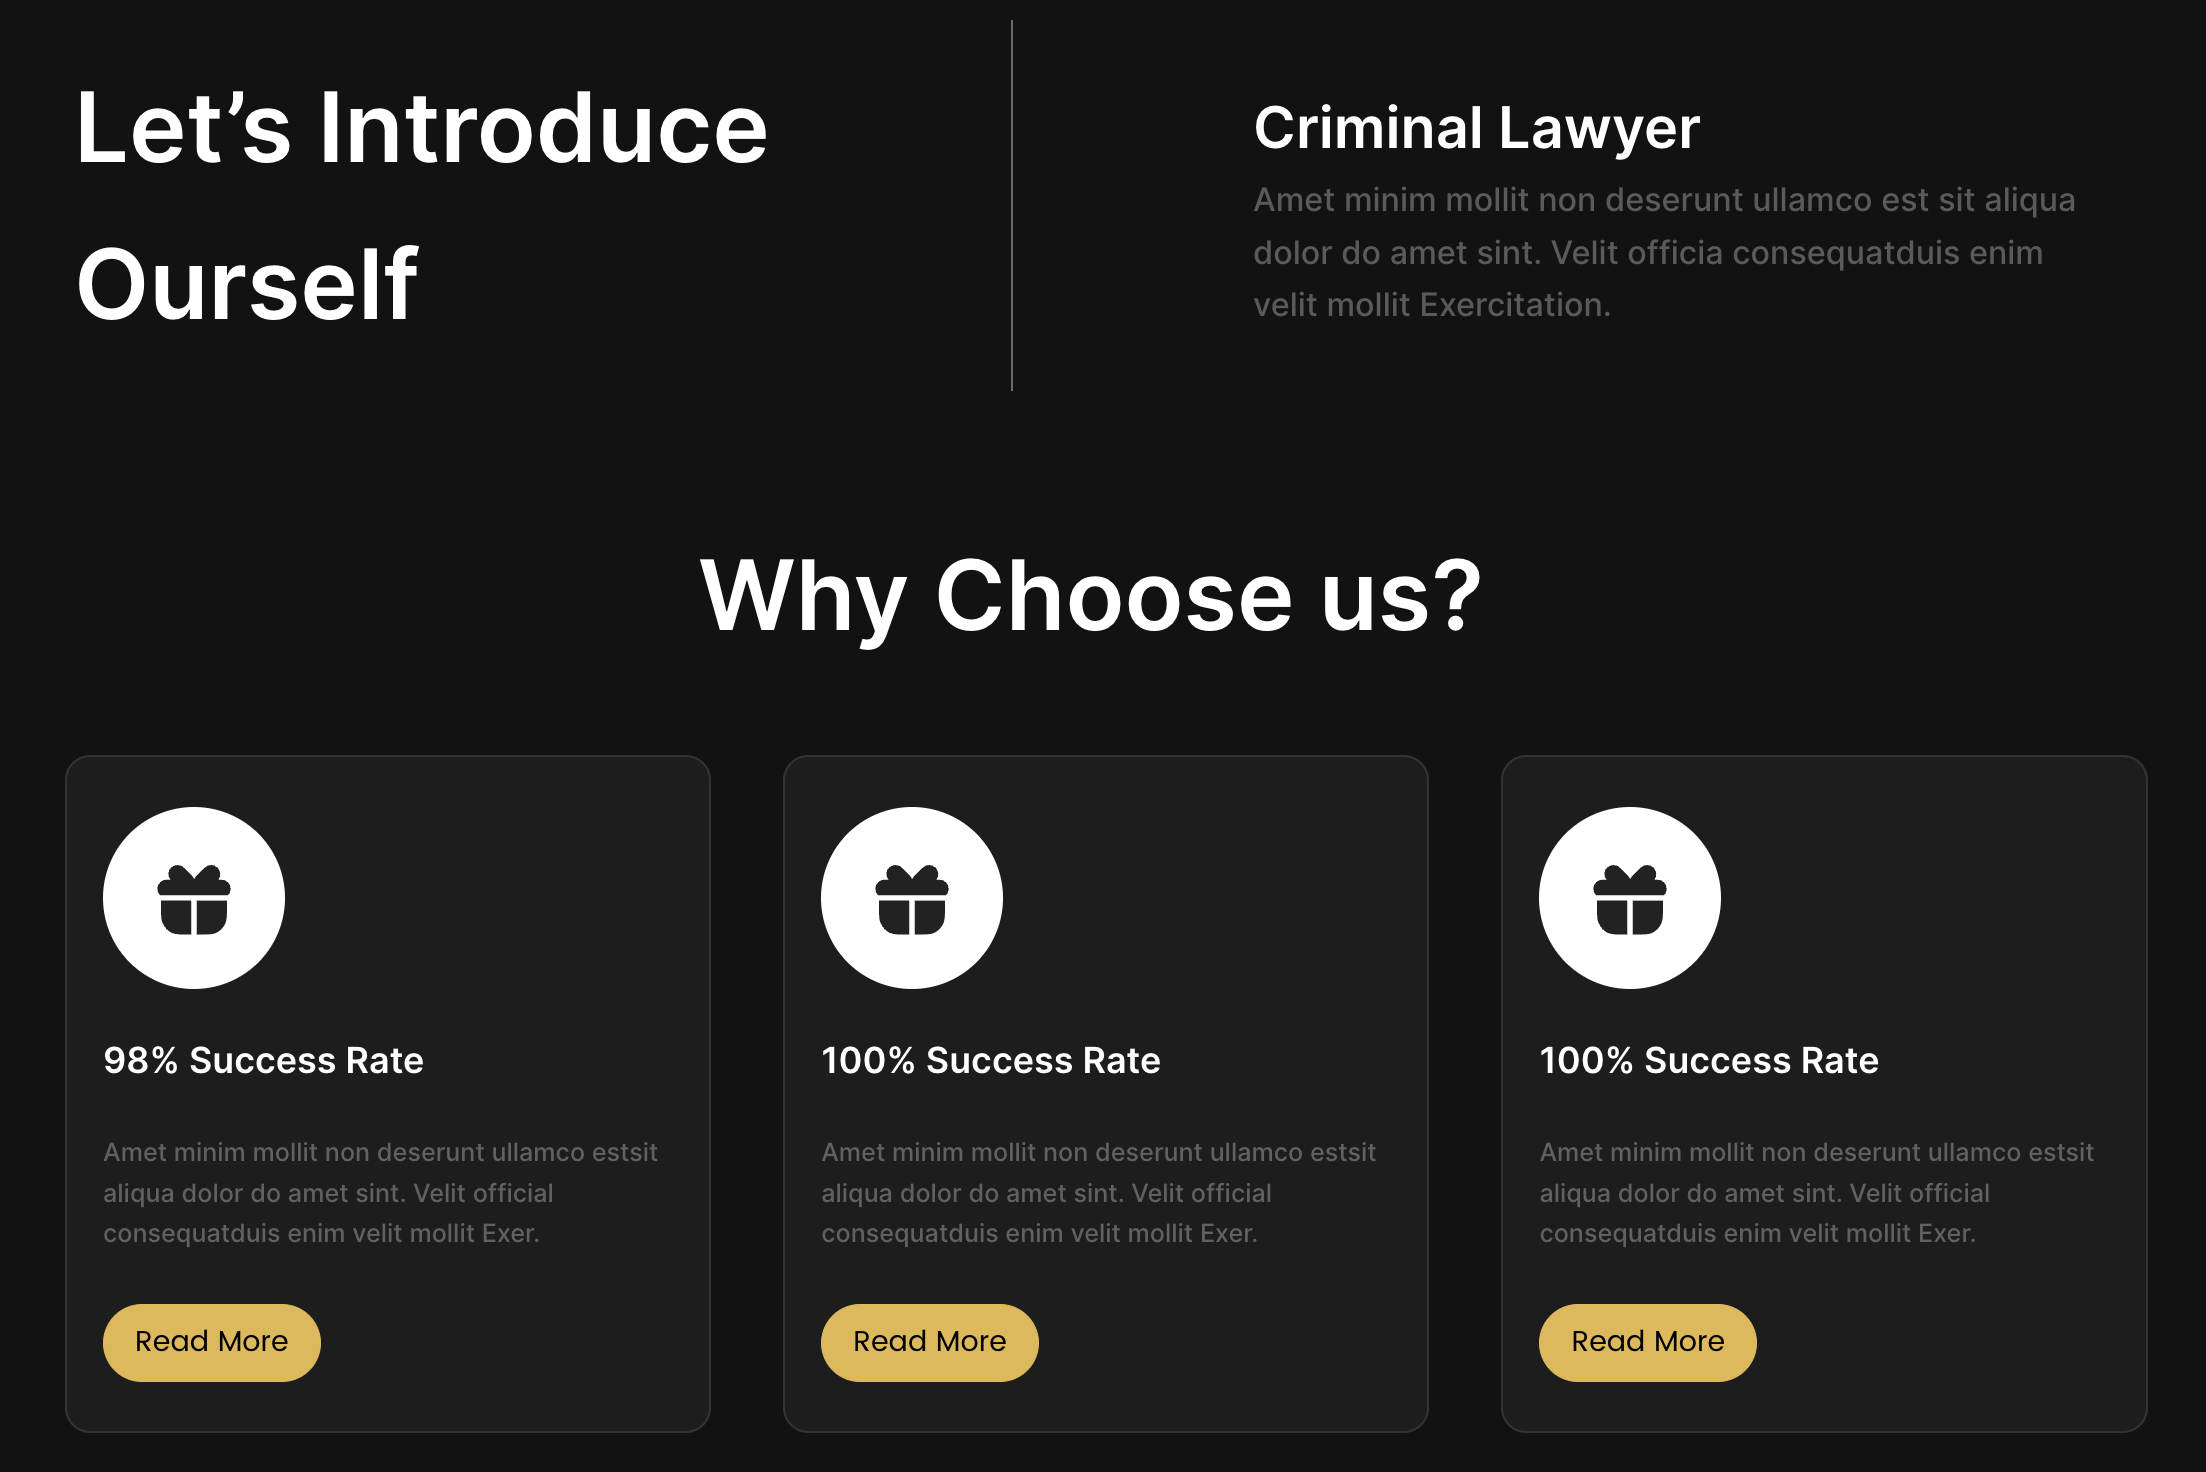 Let’s Introduce
Ourself
Criminal Lawyer
Amet minim mollit non deserunt ullamco est sit aliqua
dolor do amet sint. Velit officia consequatduis enim
velit mollit Exercitation.
Why Choose us?
98% Success Rate
Amet minim mollit non deserunt ullamco estsit
aliqua dolor do amet sint. Velit official
consequatduis enim velit mollit Exer.
Read More
100% Success Rate
Amet minim mollit non deserunt ullamco estsit
aliqua dolor do amet sint. Velit official
consequatduis enim velit mollit Exer.
Read More
100% Success Rate
Amet minim mollit non deserunt ullamco estsit
aliqua dolor do amet sint. Velit official
consequatduis enim velit mollit Exer.
Read More